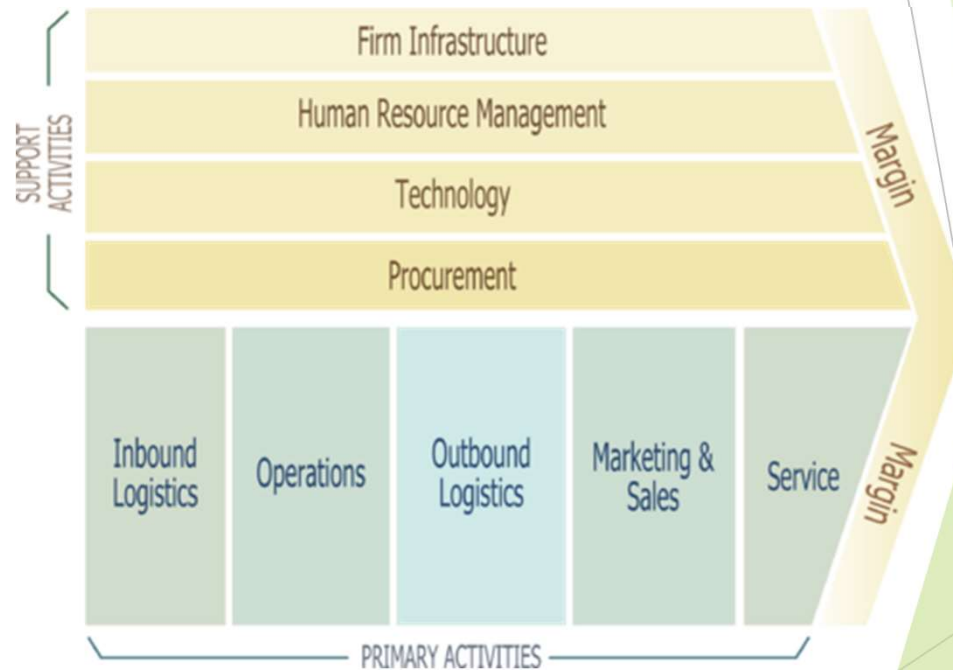 SUPPORT
ACTIVITIES
Firm Infrastructure
Human Resource Management
Technology
Procurement
Margin
Inbound
Logistics
Operations
Outbound
Logistics
Marketing &
Sales
Service
Margin
PRIMARY ACTIVITIES